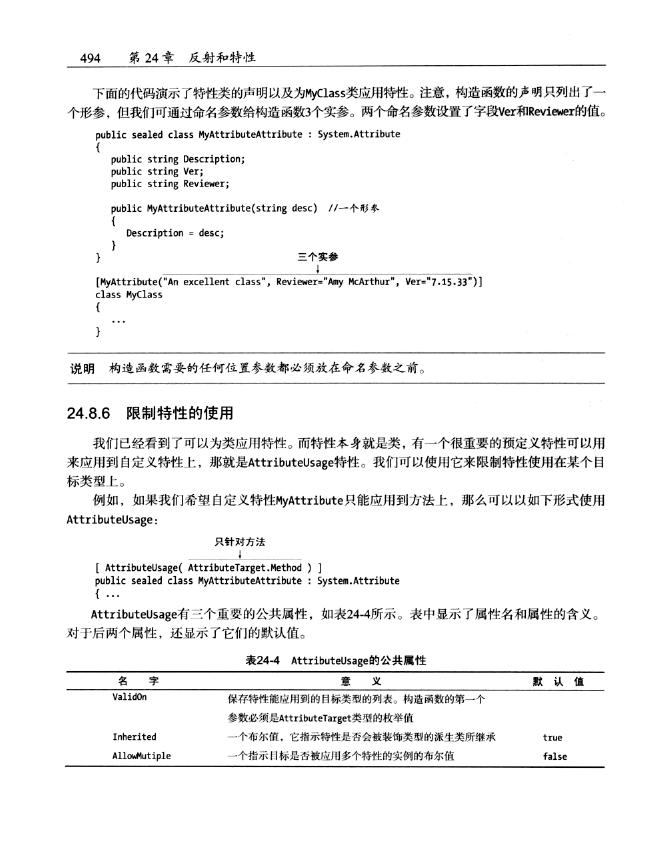 494 第24章 反射和特性
下面的代码演示了特性类的声明以及为MyClass类应用特性。注意，构造函数的声明只列出了一
个形参，但我们可通过命名参数给构造函数3个实参。两个命名参数设置了字段Ver和Reviewer的值。
public sealed class MyAttributeAttribute : System.Attribute
{
public string Description;
public string Ver;
public string Reviewer;
public MyAttributeAttribute(string desc) //一个形参
{
Description = desc;
}
}
三个实参
↓
[MyAttribute("An excellent class", Reviewer="Amy McArthur", Ver="7.15.33")]
class MyClass
{
...
}
说明 构造函数需要的任何位置参数都必须放在命名参数之前。
24.8.6 限制特性的使用
我们已经看到了可以为类应用特性。而特性本身就是类，有一个很重要的预定义特性可以用
来应用到自定义特性上，那就是AttributeUsage特性。我们可以使用它来限制特性使用在某个目
标类型上。
例如，如果我们希望自定义特性MyAttribute只能应用到方法上，那么可以以如下形式使用
AttributeUsage：
只针对方法
↓
[ AttributeUsage( AttributeTarget.Method ) ]
public sealed class MyAttributeAttribute : System.Attribute
{ ...
AttributeUsage有三个重要的公共属性，如表24-4所示。表中显示了属性名和属性的含义。
对于后两个属性，还显示了它们的默认值。
表24-4 AttributeUsage的公共属性
名 字 意 义 默 认 值
ValidOn 保存特性能应用到的目标类型的列表。构造函数的第一个
参数必须是AttributeTarget类型的枚举值
Inherited 一个布尔值，它指示特性是否会被装饰类型的派生类所继承 true
AllowMutiple 一个指示目标是否被应用多个特性的实例的布尔值 false